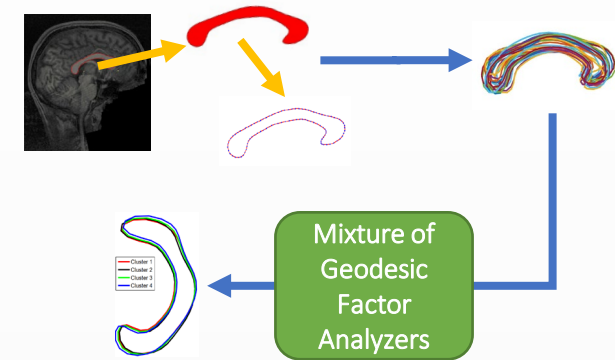 Mixture of
Geodesic
Factor
Analyzers
Cluster 1
Cluster 2
Cluster 3
Cluster 4